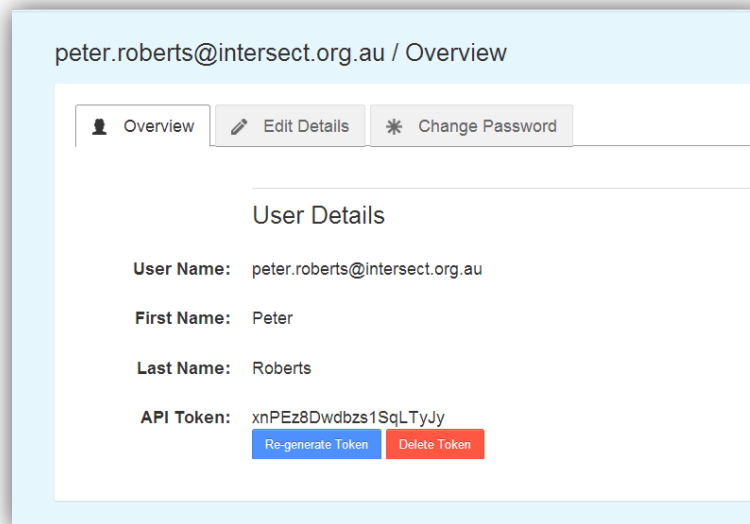 peter.roberts@intersect.org.au / Overview
Overview
Edit Details
Change Password
User Details
User Name: peter.roberts@intersect.org.au
First Name: Peter
Last Name: Roberts
API Token: xnPEz8Dwdbzs1SqLTyJy
Re-generate Token
Delete Token